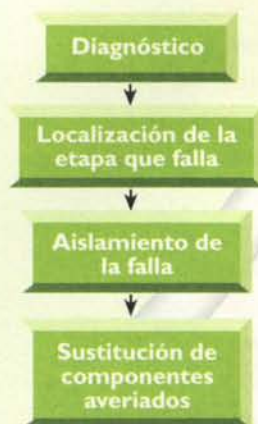 Diagnóstico
Localización de la
etapa que falla
Aislamiento de
la falla
Sustitución de
componentes
averiados